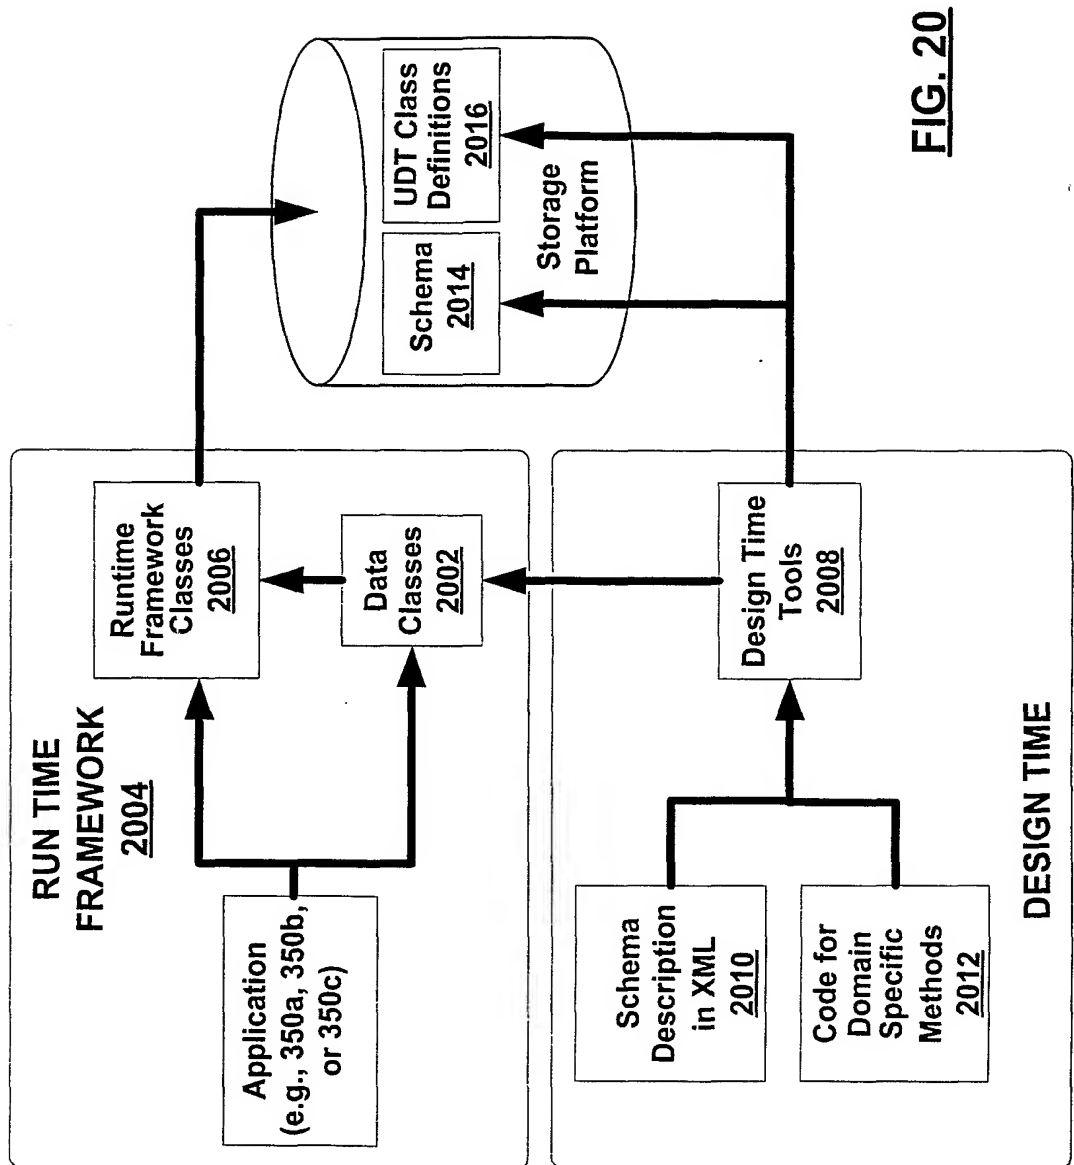 RUN TIME
FRAMEWORK
2004
Application
(e.g., 350a, 350b,
or 350c)
Runtime
Framework
Classes
2006
Data
Classes
2002
Schema
Description
in XML
2010
Code for
Domain
Specific
Methods
2012
Design Time
Tools
2008
DESIGN TIME
Schema
2014
UDT Class
Definitions
2016
Storage
Platform
FIG. 20